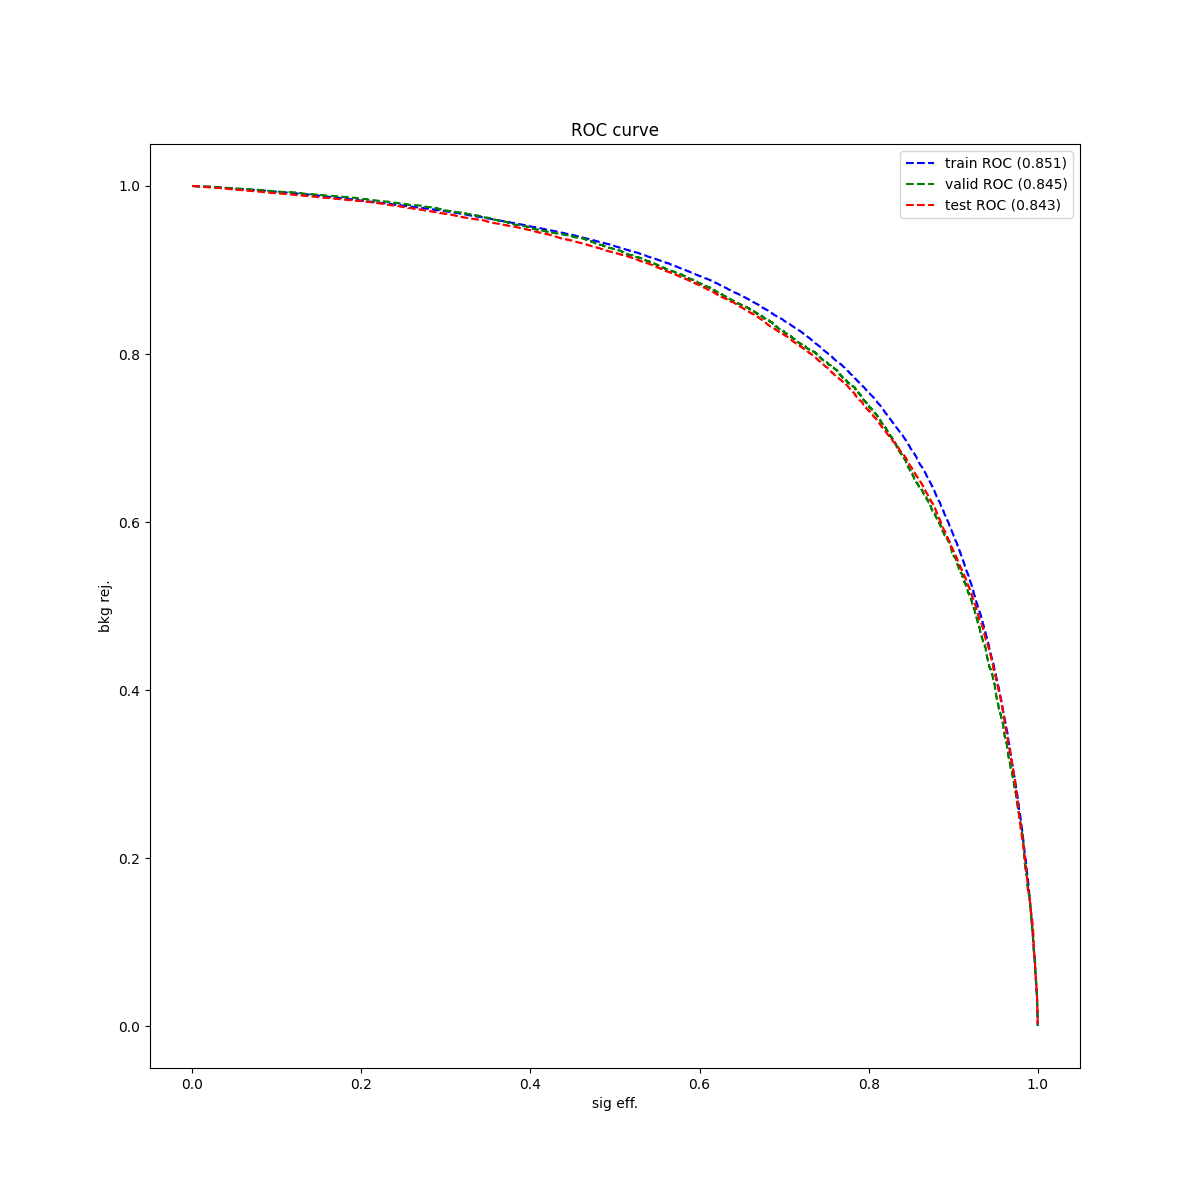 ROC curve
train ROC (0.851)
valid ROC (0.845)
test ROC (0.843)
1.0
0.8
0.6
0.4
0.2
0.0
bkg rej.
0.0 0.2 0.4 0.6 0.8 1.0
sig eff.